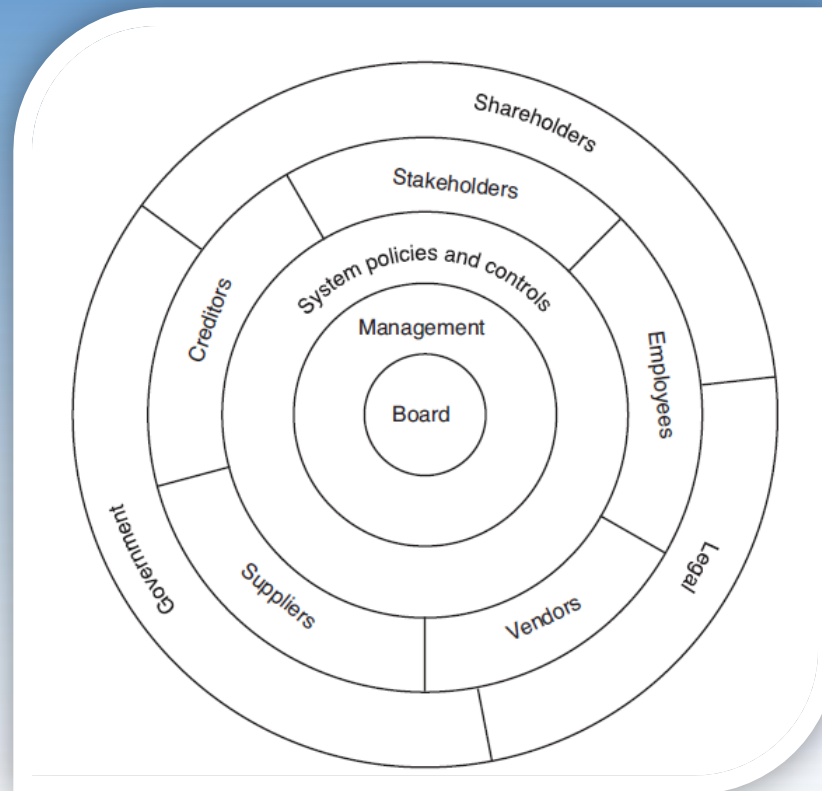 Shareholders
Stakeholders
System policies and controls
Creditors
Management
Employees
Board
Government
Suppliers
Vendors
Legal